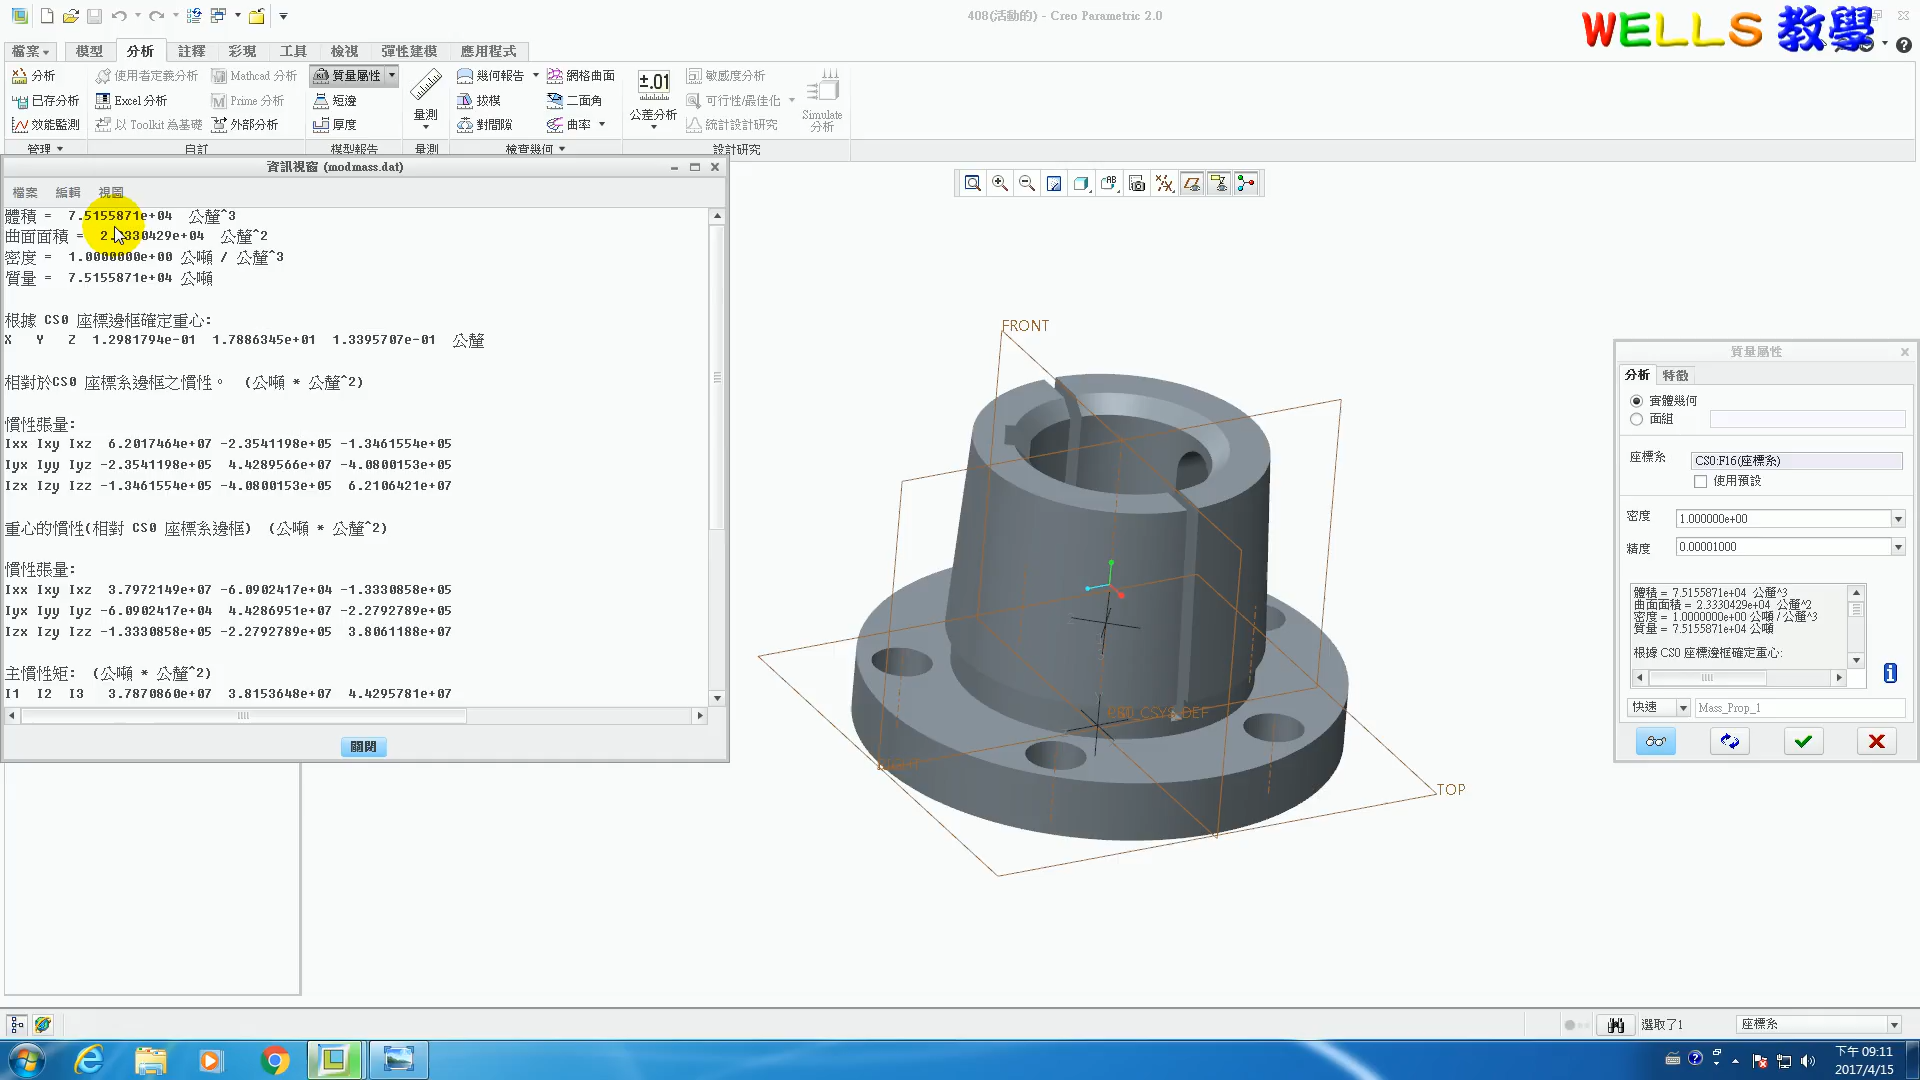 408(活動的) - Creo Parametric 2.0
WELLS 教學
檔案 模型 分析 註釋 彩現 工具 檢視 彈性建模 應用程式
分析 使用者定義分析 Mathcad 分析 質量屬性 幾何報告 網格曲面 敏感度分析
已存分析 Excel 分析 Prime 分析 短邊 拔模 二面角 可行性/最佳化
效能監測 以 Toolkit 為基礎 外部分析 厚度 量測 對間隙 曲率 ±.01 公差分析 統計設計研究 Simulate 分析
管理 自訂 模型報告 量測 檢查幾何 設計研究
資訊視窗 (modmass.dat)
檔案 編輯 視圖
體積 = 7.5155871e+04 公釐^3
曲面面積 = 2.3330429e+04 公釐^2
密度 = 1.0000000e+00 公噸 / 公釐^3
質量 = 7.5155871e+04 公噸
根據 CS0 座標邊框確定重心:
X Y Z 1.2981794e-01 1.7886345e+01 1.3395707e-01 公釐
相對於CS0 座標系邊框之慣性。 (公噸 * 公釐^2)
慣性張量:
Ixx Ixy Ixz 6.2017464e+07 -2.3541198e+05 -1.3461554e+05
Iyx Iyy Iyz -2.3541198e+05 4.4289566e+07 -4.0800153e+05
Izx Izy Izz -1.3461554e+05 -4.0800153e+05 6.2106421e+07
重心的慣性(相對 CS0 座標系邊框) (公噸 * 公釐^2)
慣性張量:
Ixx Ixy Ixz 3.7972149e+07 -6.0902417e+04 -1.3330858e+05
Iyx Iyy Iyz -6.0902417e+04 4.4286951e+07 -2.2792789e+05
Izx Izy Izz -1.3330858e+05 -2.2792789e+05 3.8061188e+07
主慣性矩: (公噸 * 公釐^2)
I1 I2 I3 3.7870860e+07 3.8153648e+07 4.4295781e+07
關閉
FRONT
TOP
質量屬性
分析 特徵
實體幾何
面組
座標系 CS0:F16(座標系)
使用預設
密度 1.000000e+00
精度 0.00001000
體積 = 7.5155871e+04 公釐^3
曲面面積 = 2.3330429e+04 公釐^2
密度 = 1.0000000e+00 公噸 / 公釐^3
質量 = 7.5155871e+04 公噸
根據 CS0 座標邊框確定重心:
快速 Mass_Prop_1
選取了1 座標系
下午 09:11
2017/4/15